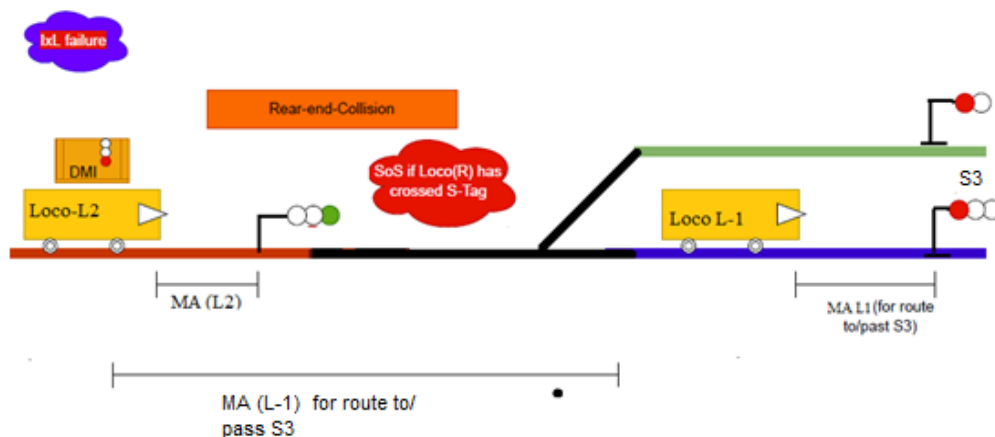 IxL failure
Rear-end-Collision
DMI
SoS if Loco(R) has
crossed S-Tag
S3
Loco-L2
Loco L-1
MA (L2)
MA L1(for route
to/past S3)
MA (L-1) for route to/
pass S3